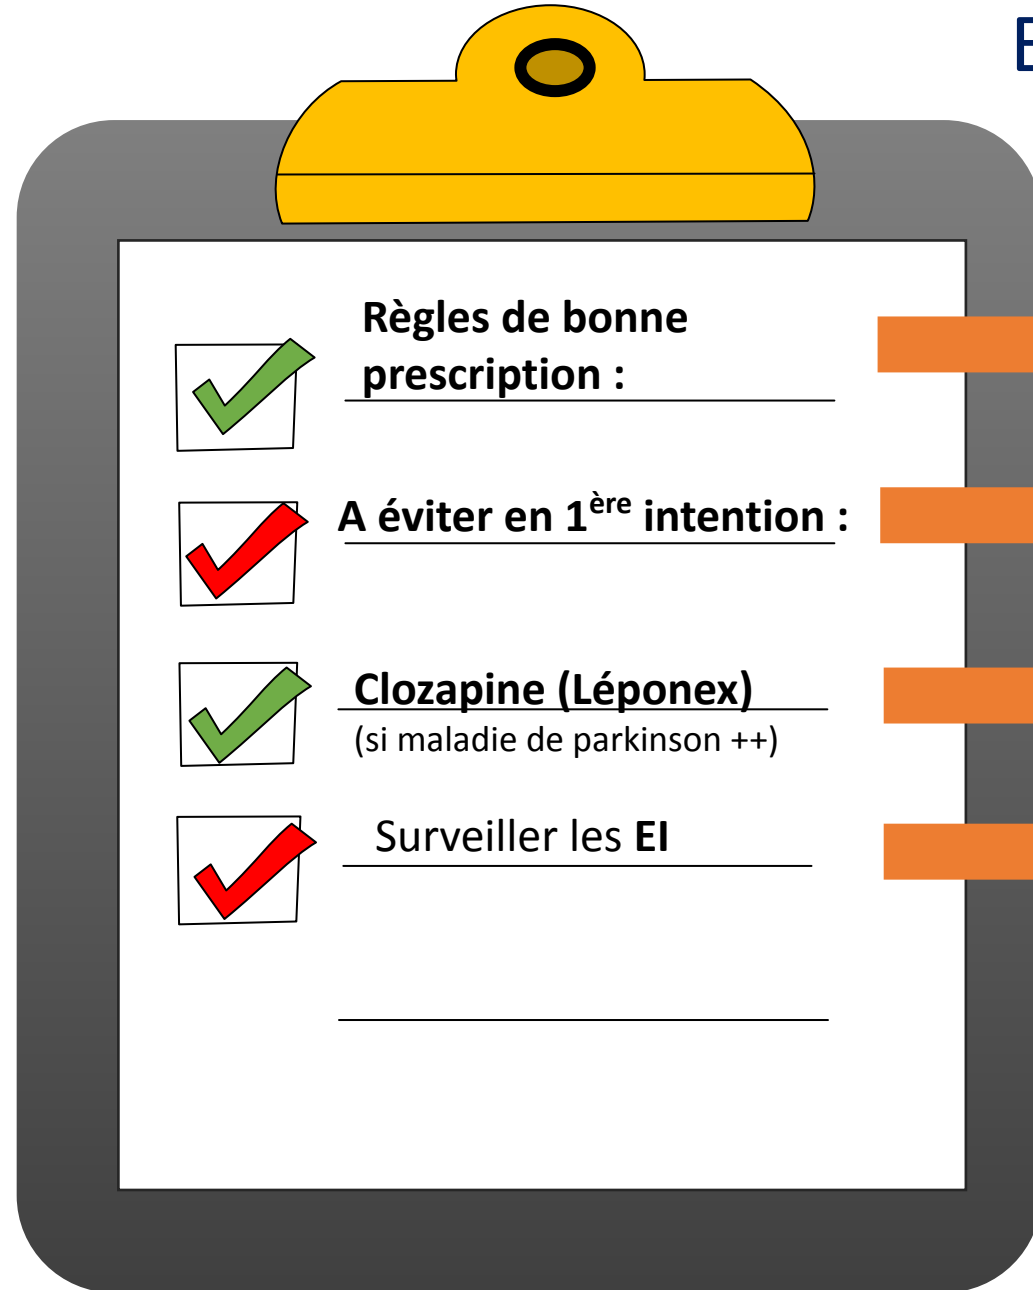 E
Règles de bonne
prescription :
A éviter en 1ère intention :
Clozapine (Léponex)
(si maladie de parkinson ++)
Surveiller les EI